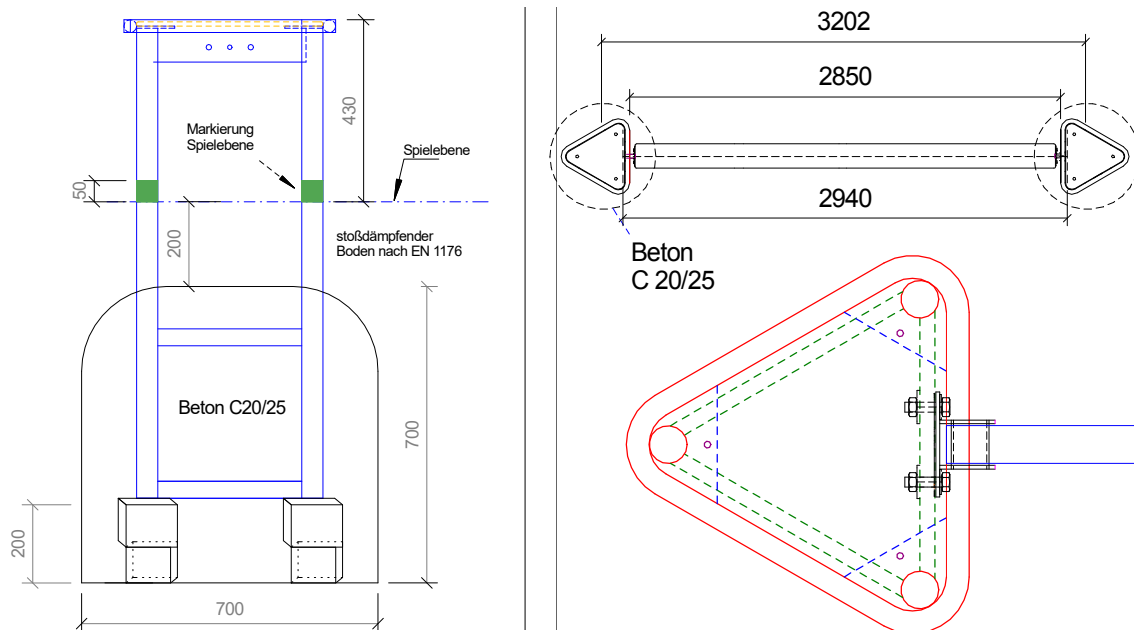 430
Markierung
Spielebene
Spielebene
50
200
stoßdämpfender
Boden nach EN 1176
Beton C20/25
700
200
700
3202
2850
2940
Beton
C 20/25